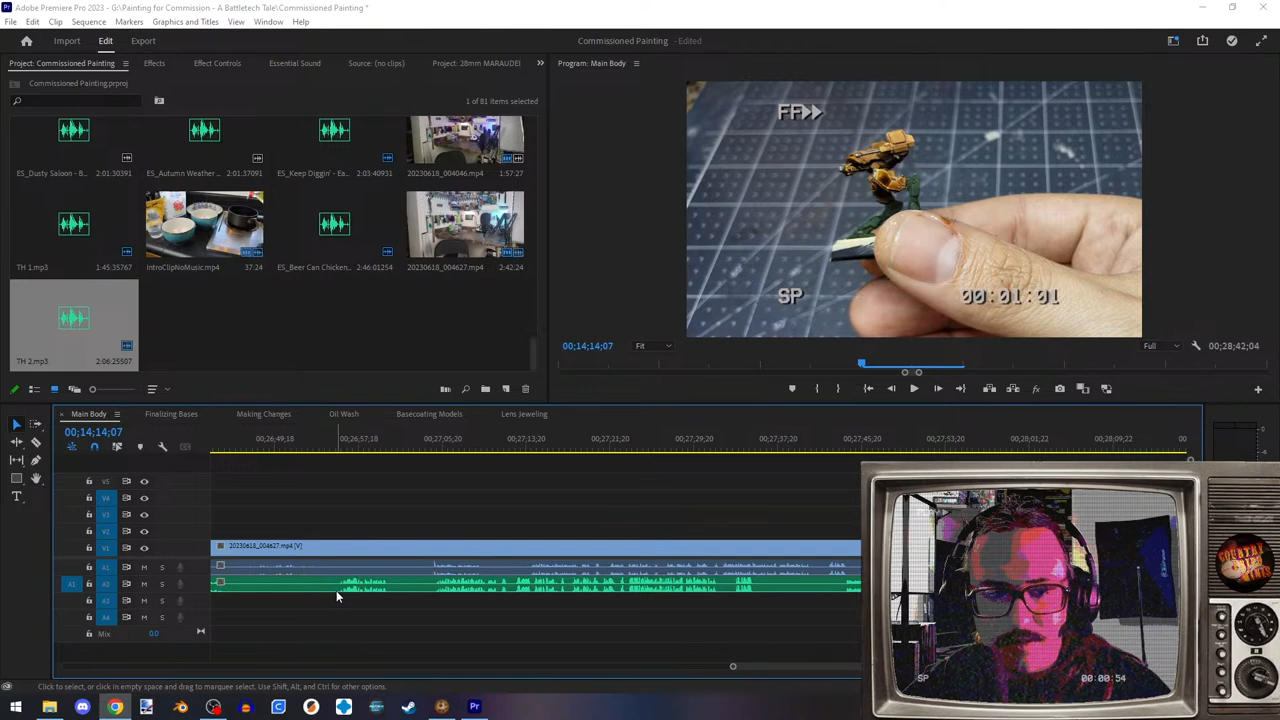 Adobe Premiere Pro 2023 - G:\Painting for Commission - A Battletech Tale\Commissioned Painting *
File Edit Clip Sequence Markers Graphics and Titles View Window Help
Import Edit Export
Commissioned Painting - Edited
Project: Commissioned Painting Effects Effect Controls Essential Sound Source: (no clips) Project: 28mm MARAUDE
Program: Main Body
Commissioned Painting.prproj
1 of 81 items selected
ES_Dusty Saloon - B... 2:01:30391
ES_Autumn Weather ... 2:01:37091
ES_Keep Diggin' - Ea... 2:03:40931
20230618_004046.mp4 1:57:27
TH 1.mp3 1:45:35767
IntroClipNoMusic.mp4 37:24
ES_Beer Can Chicken... 2:46:01254
20230618_004627.mp4 2:42:24
TH 2.mp3 2:06:25507
FF
SP 00:01:01
00;14;14;07 Fit Full 00;28;42;04
Main Body Finalizing Bases Making Changes Oil Wash Basecoating Models Lens Jeweling
00;14;14;07
00;26;49;18 00;26;57;18 00;27;05;20 00;27;13;20 00;27;21;20 00;27;29;20 00;27;37;20 00;27;45;20 00;27;53;20 00;28;01;22 00;28;09;22 00
0
-6
V5
V4
V3
V2
V1 20230618_004627.mp4 [V]
A1 M S
A1 A2 M S
A3 M S
A4 M S
Mix 0.0
COUNTRY
SP 00:00:54
Click to select, or click in empty space and drag to marquee select. Use Shift, Alt, and Ctrl for other options.